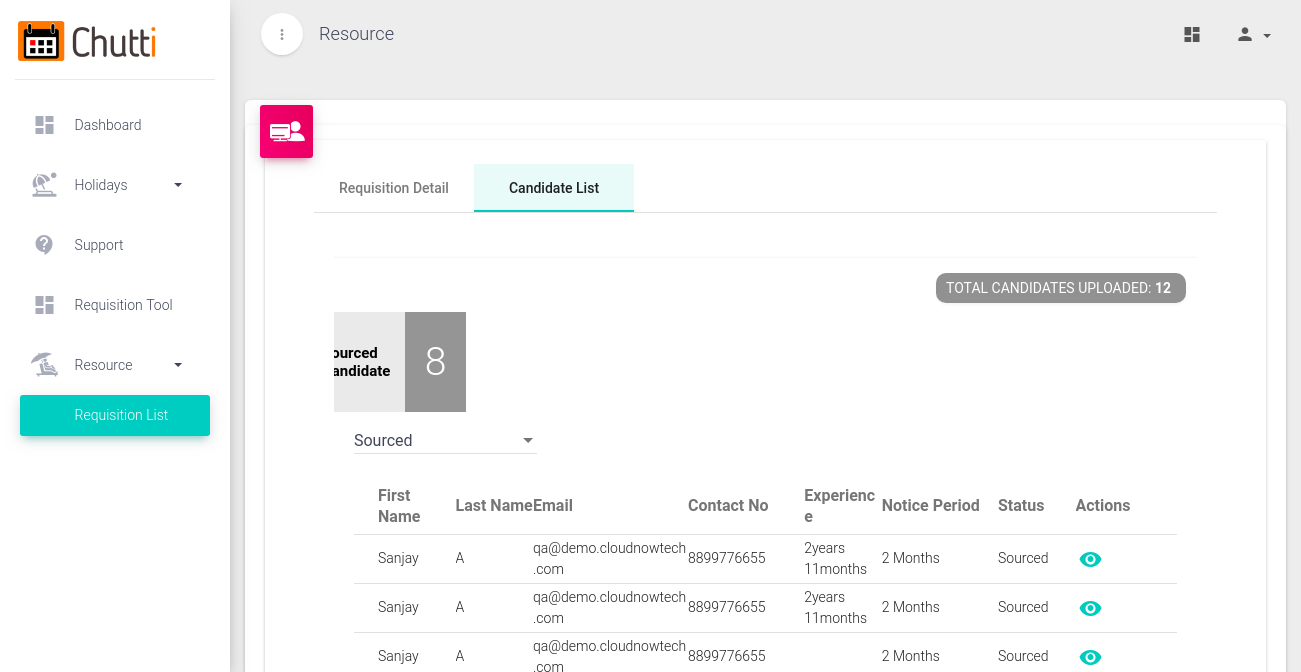 Chutti
Resource
Dashboard
Holidays
Support
Requisition Tool
Resource
Requisition List
Requisition Detail
Candidate List
TOTAL CANDIDATES UPLOADED: 12
ourced
andidate
8
Sourced
First Name Last Name Email Contact No Experience Notice Period Status Actions
Sanjay A qa@demo.cloudnowtech.com 8899776655 2years 11months 2 Months Sourced
Sanjay A qa@demo.cloudnowtech.com 8899776655 2years 11months 2 Months Sourced
Sanjay A qa@demo.cloudnowtech.com 8899776655 2 Months Sourced